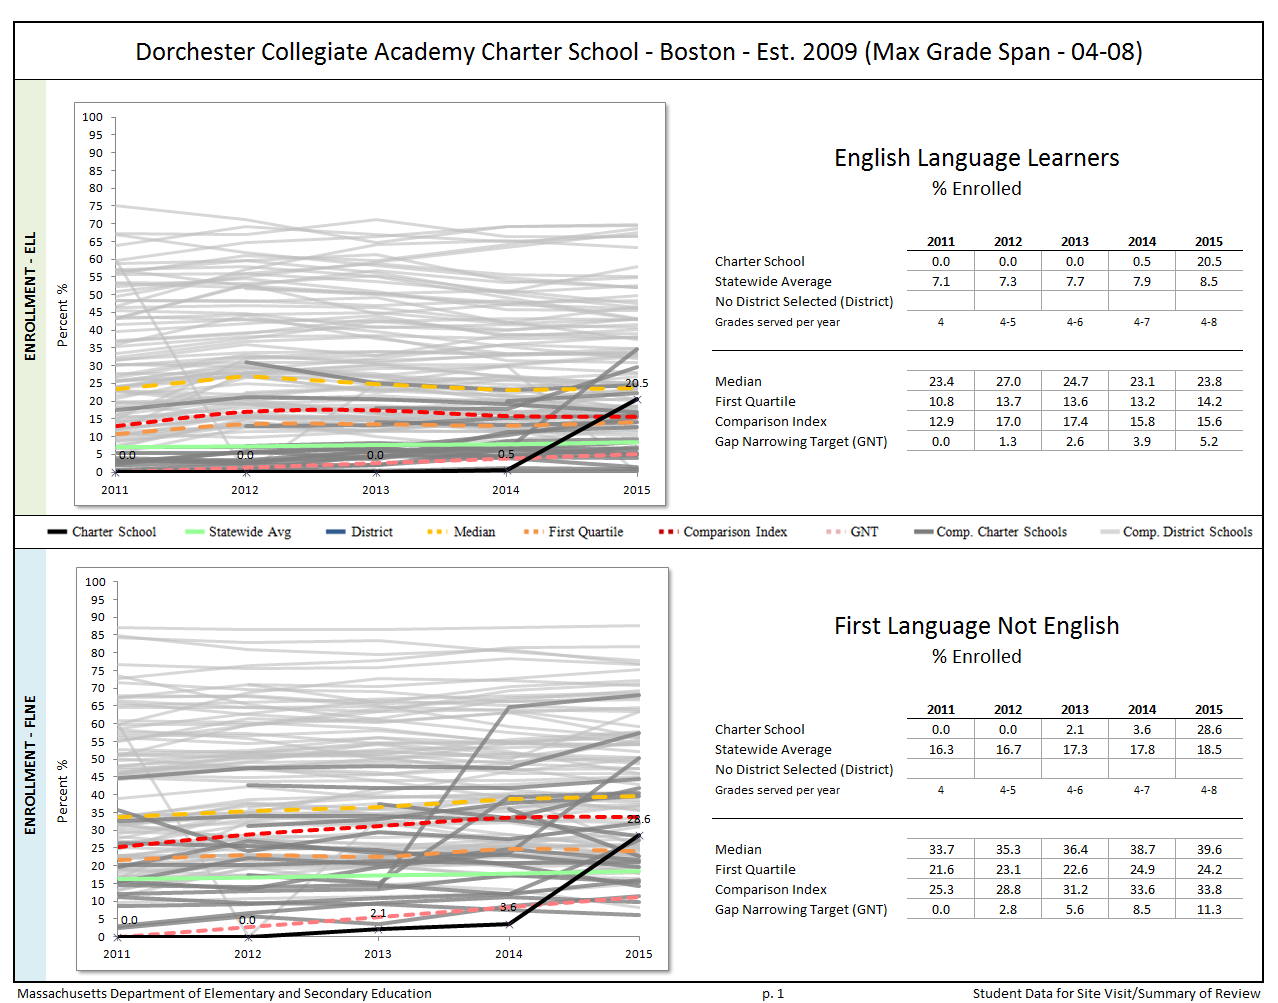 Dorchester Collegiate Academy Charter School - Boston - Est. 2009 (Max Grade Span - 04-08)
ENROLLMENT - ELL
Percent %
100
95
90
85
80
75
70
65
60
55
50
45
40
35
30
25
20
15
10
5
0
0.0 0.0 0.0 0.5 20.5
2011 2012 2013 2014 2015
English Language Learners
% Enrolled
2011 2012 2013 2014 2015
Charter School 0.0 0.0 0.0 0.5 20.5
Statewide Average 7.1 7.3 7.7 7.9 8.5
No District Selected (District)
Grades served per year 4 4-5 4-6 4-7 4-8
Median 23.4 27.0 24.7 23.1 23.8
First Quartile 10.8 13.7 13.6 13.2 14.2
Comparison Index 12.9 17.0 17.4 15.8 15.6
Gap Narrowing Target (GNT) 0.0 1.3 2.6 3.9 5.2
Charter School Statewide Avg District Median First Quartile Comparison Index GNT Comp. Charter Schools Comp. District Schools
ENROLLMENT - FLNE
Percent %
100
95
90
85
80
75
70
65
60
55
50
45
40
35
30
25
20
15
10
5
0
0.0 0.0 2.1 3.6 28.6
2011 2012 2013 2014 2015
First Language Not English
% Enrolled
2011 2012 2013 2014 2015
Charter School 0.0 0.0 2.1 3.6 28.6
Statewide Average 16.3 16.7 17.3 17.8 18.5
No District Selected (District)
Grades served per year 4 4-5 4-6 4-7 4-8
Median 33.7 35.3 36.4 38.7 39.6
First Quartile 21.6 23.1 22.6 24.9 24.2
Comparison Index 25.3 28.8 31.2 33.6 33.8
Gap Narrowing Target (GNT) 0.0 2.8 5.6 8.5 11.3
Massachusetts Department of Elementary and Secondary Education p. 1 Student Data for Site Visit/Summary of Review